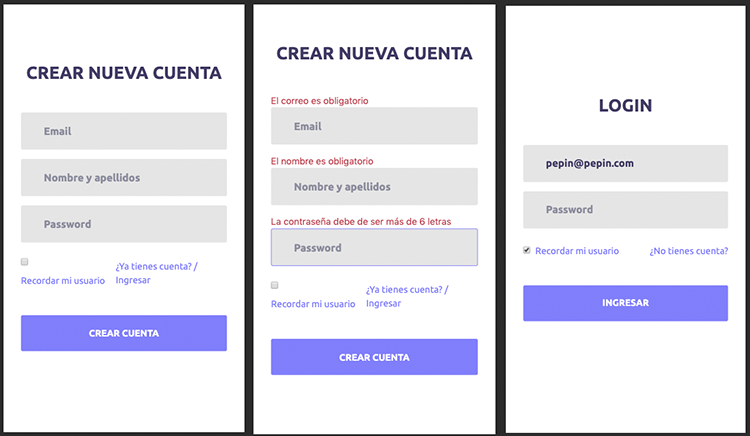 CREAR NUEVA CUENTA
Email
Nombre y apellidos
Password
Recordar mi usuario
¿Ya tienes cuenta? /
Ingresar
CREAR CUENTA
CREAR NUEVA CUENTA
El correo es obligatorio
Email
El nombre es obligatorio
Nombre y apellidos
La contraseña debe de ser más de 6 letras
Password
Recordar mi usuario
¿Ya tienes cuenta? /
Ingresar
CREAR CUENTA
LOGIN
pepin@pepin.com
Password
Recordar mi usuario
¿No tienes cuenta?
INGRESAR